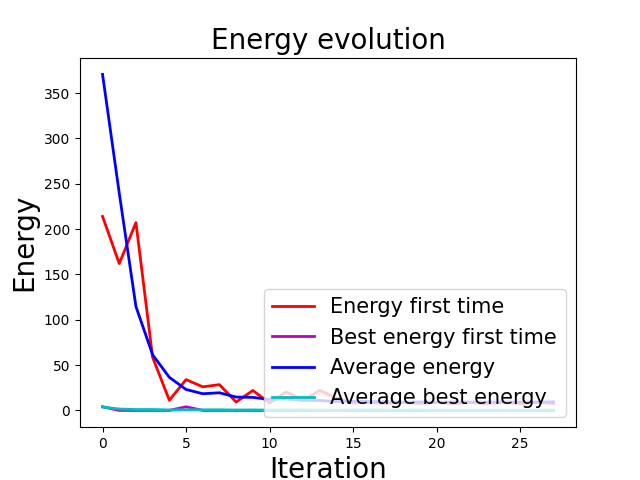 Energy evolution
Energy
350
300
250
200
150
100
50
0
Energy first time
Best energy first time
Average energy
Average best energy
0 5 10 15 20 25
Iteration